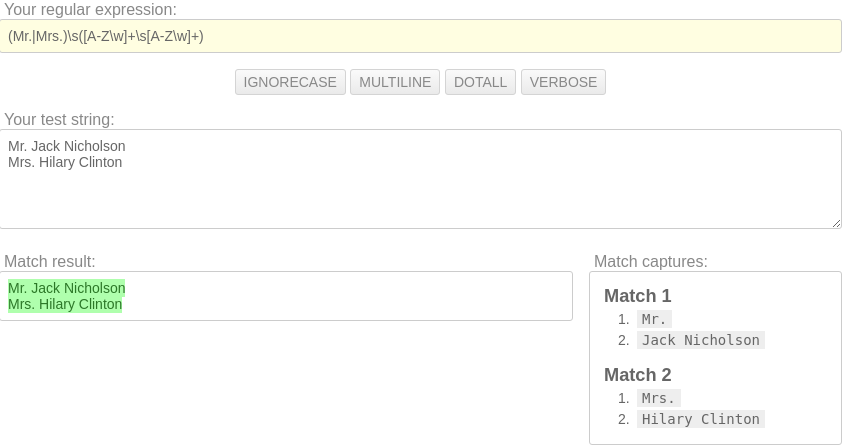 Your regular expression:
(Mr.|Mrs.)\s([A-Z\w]+\s[A-Z\w]+)
IGNORECASE MULTILINE DOTALL VERBOSE
Your test string:
Mr. Jack Nicholson
Mrs. Hilary Clinton
Match result:
Mr. Jack Nicholson
Mrs. Hilary Clinton
Match captures:
Match 1
1. Mr.
2. Jack Nicholson
Match 2
1. Mrs.
2. Hilary Clinton